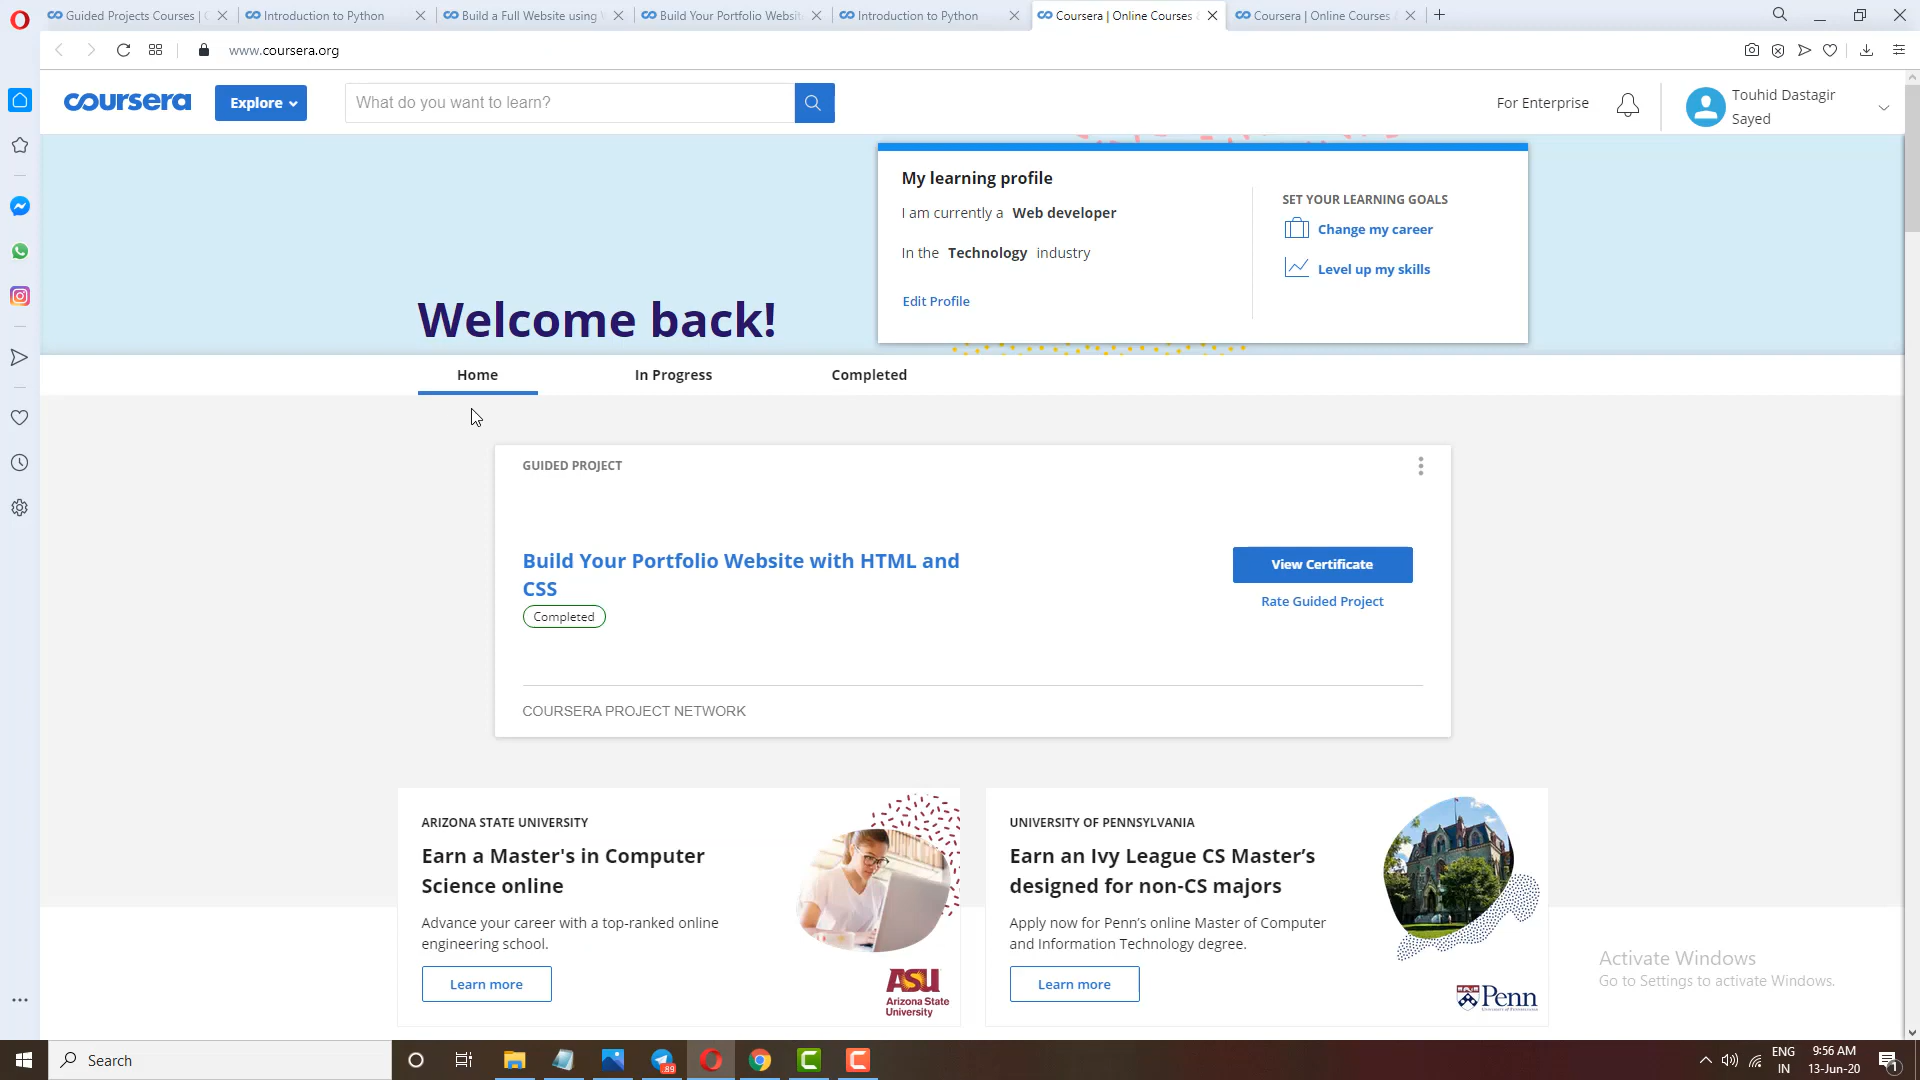 Guided Projects Courses |
Introduction to Python
Build a Full Website using
Build Your Portfolio Websit
Introduction to Python
Coursera | Online Courses
Coursera | Online Courses
www.coursera.org
coursera
Explore
What do you want to learn?
For Enterprise
Touhid Dastagir
Sayed
My learning profile
I am currently a Web developer
In the Technology industry
Edit Profile
SET YOUR LEARNING GOALS
Change my career
Level up my skills
Welcome back!
Home
In Progress
Completed
GUIDED PROJECT
Build Your Portfolio Website with HTML and
CSS
Completed
View Certificate
Rate Guided Project
COURSERA PROJECT NETWORK
ARIZONA STATE UNIVERSITY
Earn a Master's in Computer
Science online
Advance your career with a top-ranked online
engineering school.
Learn more
ASU
Arizona State
University
UNIVERSITY OF PENNSYLVANIA
Earn an Ivy League CS Master’s
designed for non-CS majors
Apply now for Penn’s online Master of Computer
and Information Technology degree.
Learn more
Penn
Activate Windows
Go to Settings to activate Windows.
Search
89
ENG
IN
9:56 AM
13-Jun-20
1